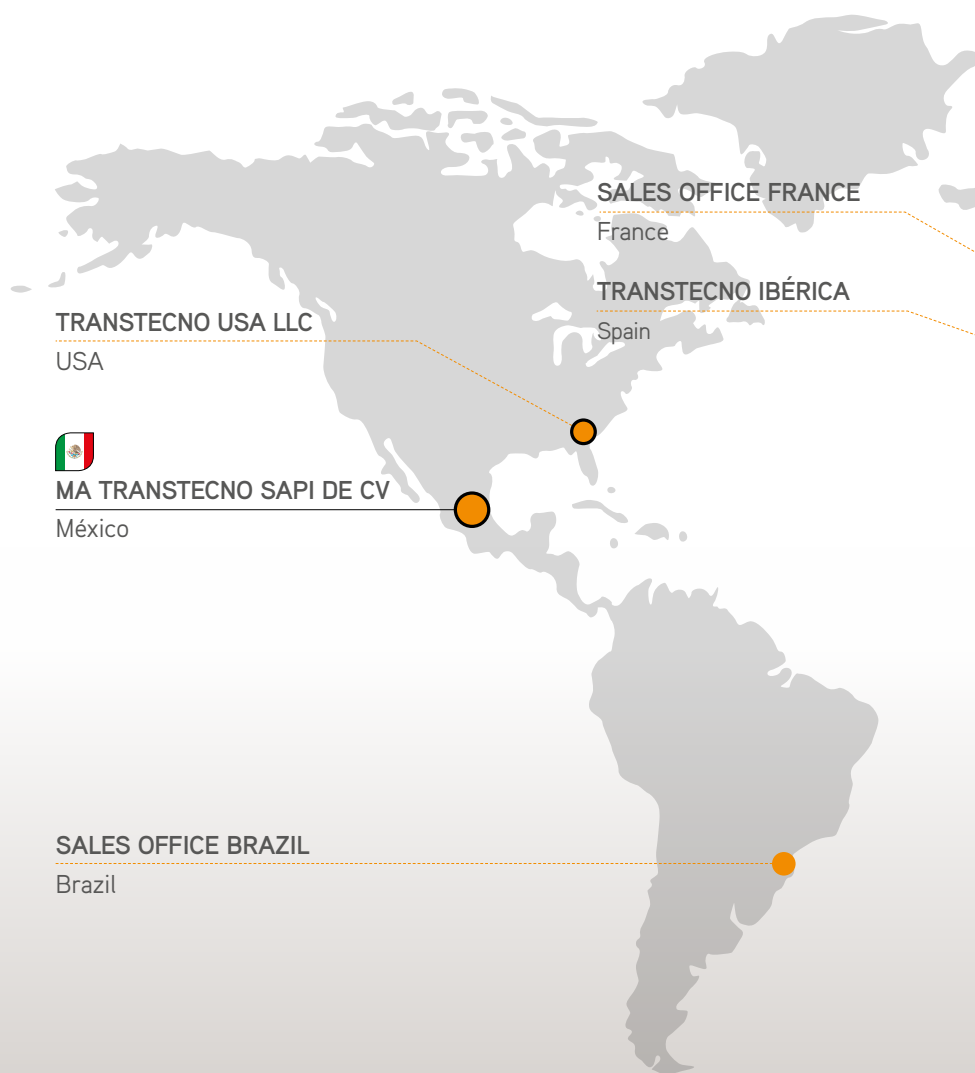 SALES OFFICE FRANCE
France
TRANSTECNO IBÉRICA
Spain
TRANSTECNO USA LLC
USA
MA TRANSTECNO SAPI DE CV
México
SALES OFFICE BRAZIL
Brazil